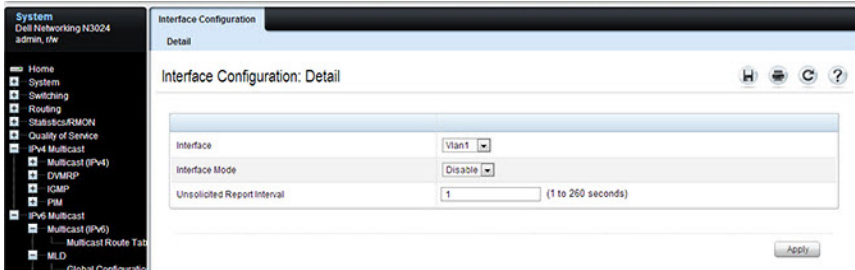 System
Dell Networking N3024
admin, r/w
Home
System
Switching
Routing
Statistics/RMON
Quality of Service
IPv4 Multicast
Multicast (IPv4)
DVMRP
IGMP
PIM
IPv6 Multicast
Multicast (IPv6)
Multicast Route Tab
MLD
Global Configuratio
Interface Configuration
Detail
Interface Configuration: Detail
Interface Vlan1
Interface Mode Disable
Unsolicited Report Interval 1 (1 to 260 seconds)
Apply